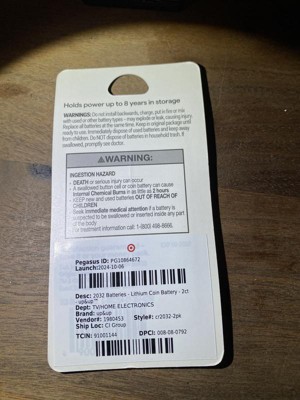 Holds power up to 8 years in storage
WARNINGS: Do not install backwards, charge, put in fire or mix
with used or other battery types - may explode or leak, causing injury.
Replace all batteries at the same time. Keep in original package until
ready to use. Immediately dispose of used batteries and keep away
from children. Do NOT dispose of batteries in household trash. If
swallowed, promptly see doctor.
WARNING:
INGESTION HAZARD
• DEATH or serious injury can occur
• A swallowed button cell or coin battery can cause
Internal Chemical Burns in as little as 2 hours
• KEEP new and used batteries OUT OF REACH OF
CHILDREN
• Seek immediate medical attention if a battery is
suspected to be swallowed or inserted inside any part
of the body
For treatment information call: 1-(800) 498-8666.
Pegasus ID: PG10864672
Launch:2024-10-06
Desc: 2032 Batteries - Lithium Coin Battery - 2ct
- up&up™
Dept: TV/HOME ELECTRONICS
Brand: up&up
Vendor#: 1980453
Style#: cr2032-2pk
Ship Loc: CJ Group
TCIN: 91001144
DPCI: 008-08-0792